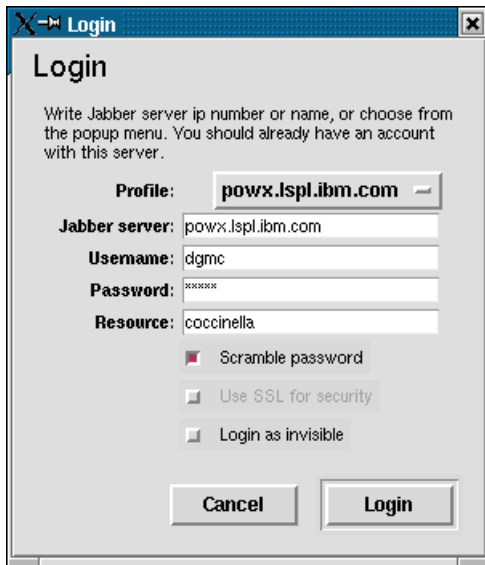 Login
Login
Write Jabber server ip number or name, or choose from
the popup menu. You should already have an account
with this server.
Profile: powx.lspl.ibm.com
Jabber server: powx.lspl.ibm.com
Username: dgmc
Password: *****
Resource: coccinella
Scramble password
Use SSL for security
Login as invisible
Cancel Login